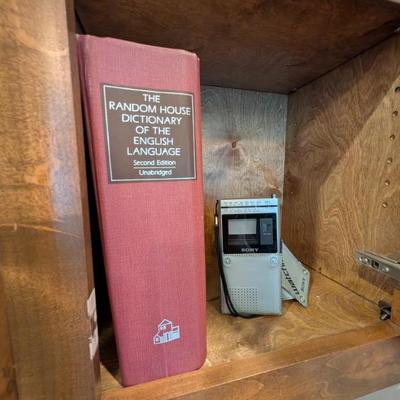 THE
RANDOM HOUSE
DICTIONARY
OF THE
ENGLISH
LANGUAGE
Second Edition
Unabridged
SONY